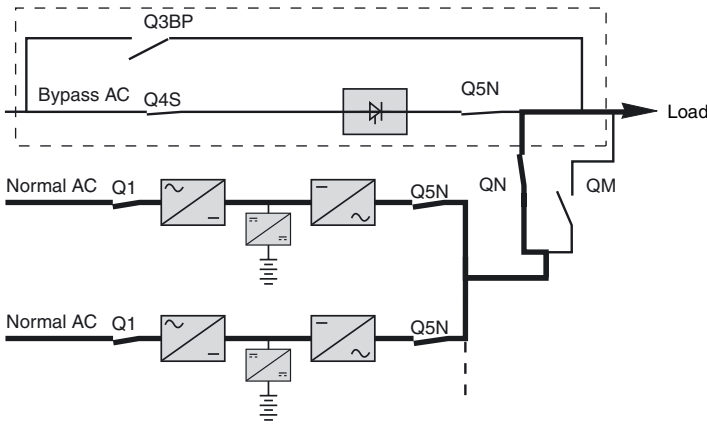 Q3BP
Bypass AC
Q4S
Q5N
Load
Normal AC
Q1
Q5N
QN
QM
Normal AC
Q1
Q5N